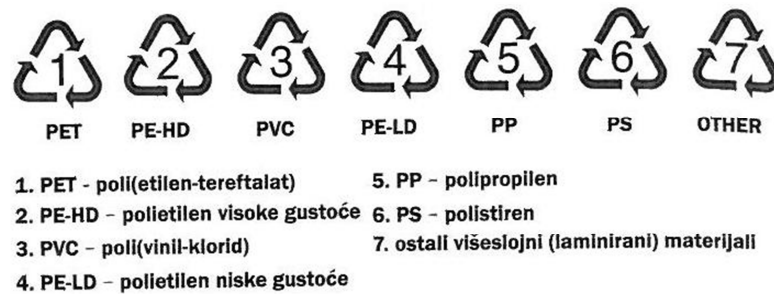 1 2 3 4 5 6 7
PET PE-HD PVC PE-LD PP PS OTHER
1. PET - poli(etilen-tereftalat)
2. PE-HD – polietilen visoke gustoće
3. PVC – poli(vinil-klorid)
4. PE-LD – polietilen niske gustoće
5. PP – polipropilen
6. PS – polistiren
7. ostali višeslojni (laminirani) materijali